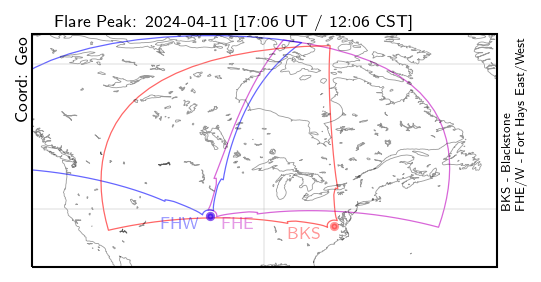 Flare Peak: 2024-04-11 [17:06 UT / 12:06 CST]
Coord: Geo
FHW
FHE
BKS
BKS - Blackstone
FHE/W - Fort Hays East/West